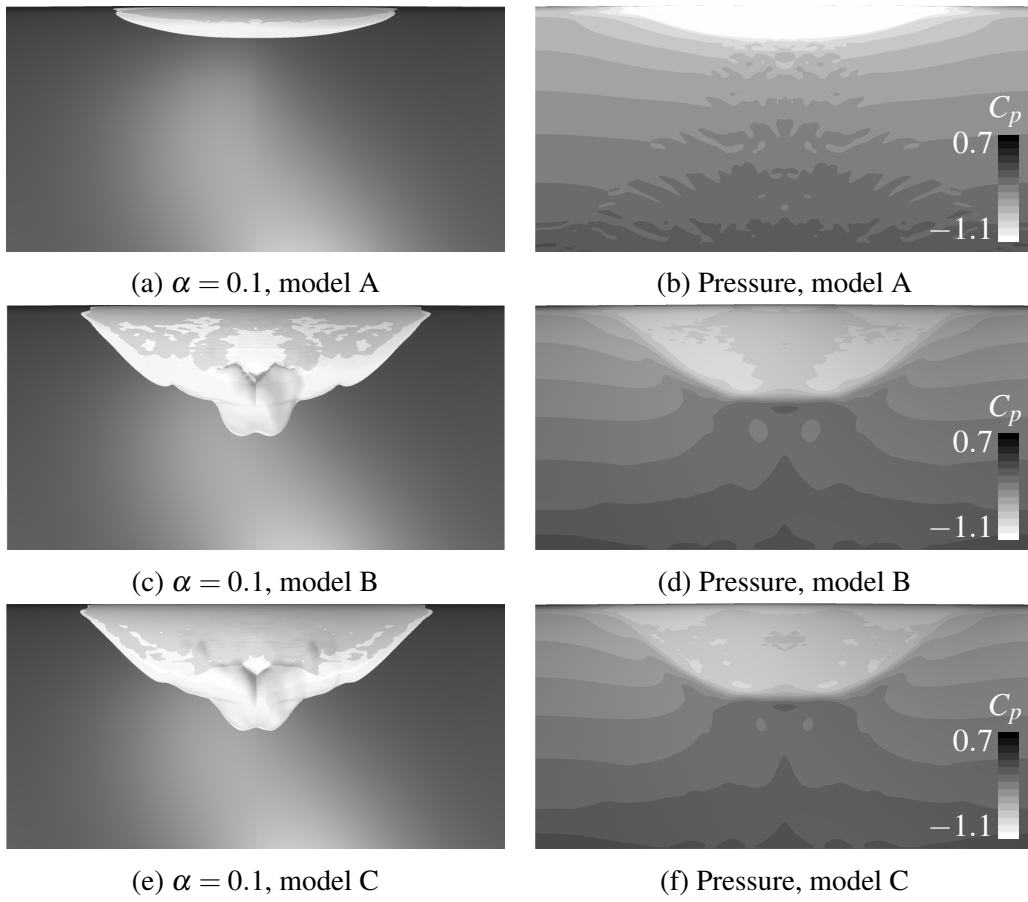 C_p
0.7
−1.1
(a) α = 0.1, model A
(b) Pressure, model A
C_p
0.7
−1.1
(c) α = 0.1, model B
(d) Pressure, model B
C_p
0.7
−1.1
(e) α = 0.1, model C
(f) Pressure, model C